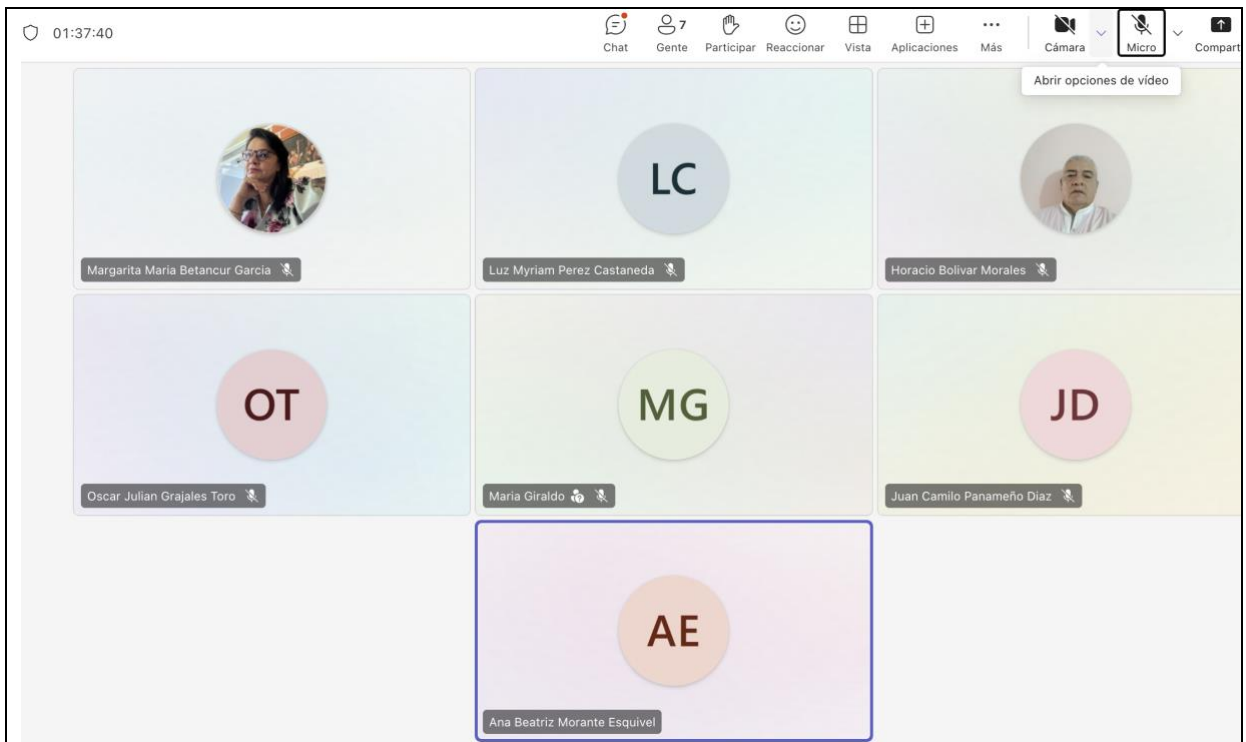 01:37:40
7
Chat Gente Participar Reaccionar Vista Aplicaciones Más Cámara Micro Compart
Abrir opciones de vídeo
LC
Margarita Maria Betancur Garcia Luz Myriam Perez Castaneda Horacio Bolivar Morales
OT MG JD
Oscar Julian Grajales Toro Maria Giraldo Juan Camilo Panameño Diaz
AE
Ana Beatriz Morante Esquivel